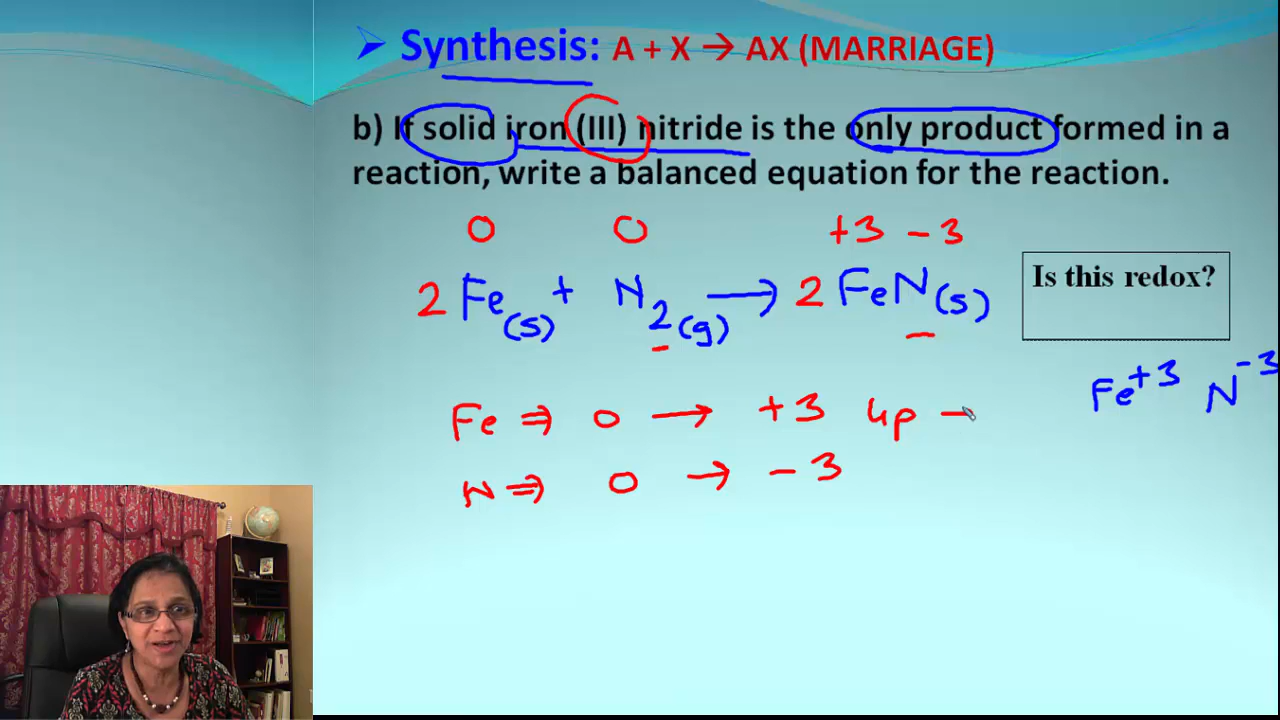 ➤ Synthesis: A + X → AX (MARRIAGE)
b) If solid iron (III) nitride is the only product formed in a
reaction, write a balanced equation for the reaction.
0 0 +3 -3
2 Fe(s) + N2(g) → 2 FeN(s)
Is this redox?
Fe+3 N-3
Fe ⇒ 0 → +3 up →
N ⇒ 0 → -3